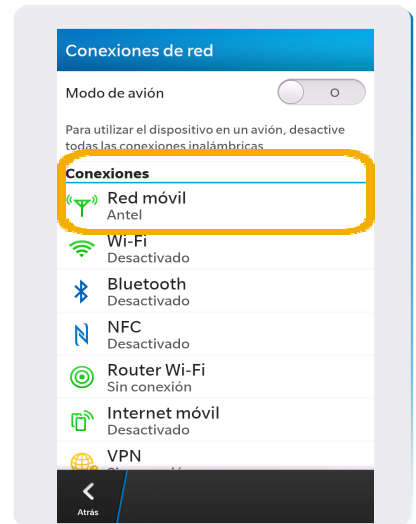 Conexiones de red
Modo de avión
O
Para utilizar el dispositivo en un avión, desactive
todas las conexiones inalámbricas
Conexiones
Red móvil
Antel
Wi-Fi
Desactivado
Bluetooth
Desactivado
NFC
Desactivado
Router Wi-Fi
Sin conexión
Internet móvil
Desactivado
VPN
Atrás